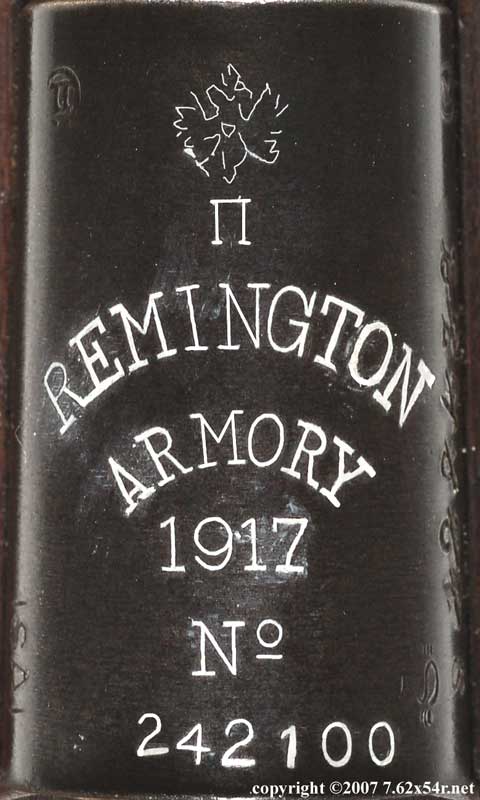 П
REMINGTON
ARMORY
1917
Nº
242100
copyright ©2007 7.62x54r.net